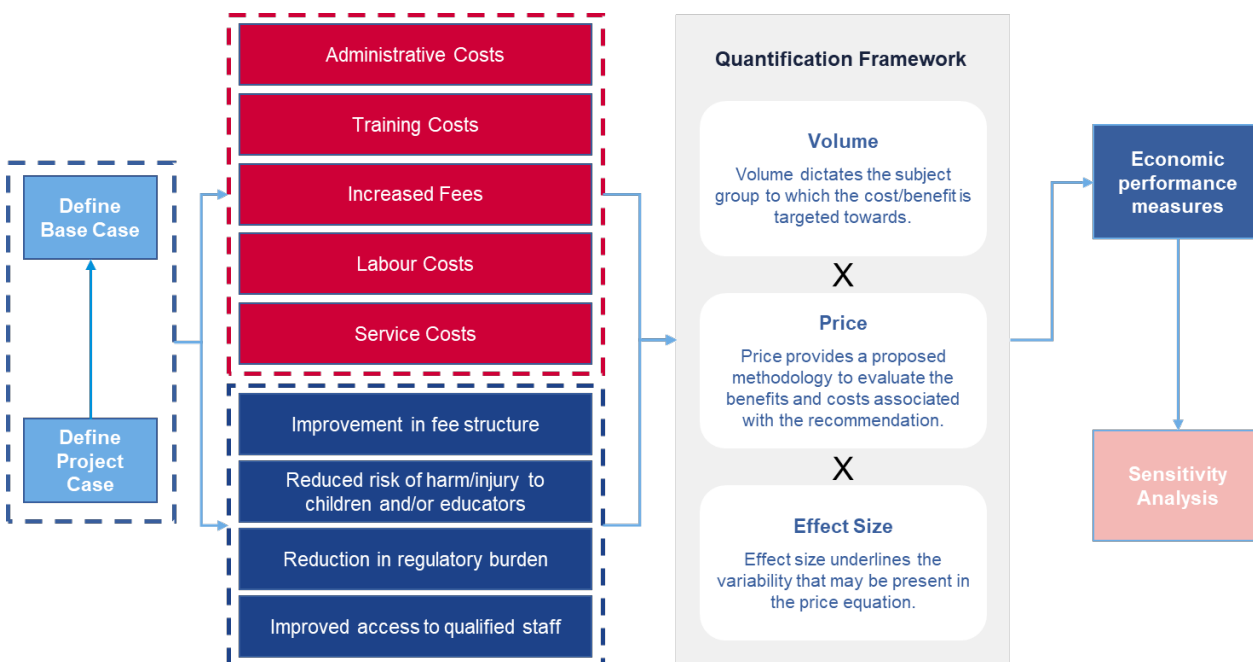 Define
Base Case
Define
Project
Case
Administrative Costs
Training Costs
Increased Fees
Labour Costs
Service Costs
Improvement in fee structure
Reduced risk of harm/injury to
children and/or educators
Reduction in regulatory burden
Improved access to qualified staff
Quantification Framework
Volume
Volume dictates the subject
group to which the cost/benefit is
targeted towards.
X
Price
Price provides a proposed
methodology to evaluate the
benefits and costs associated
with the recommendation.
X
Effect Size
Effect size underlines the
variability that may be present in
the price equation.
Economic
performance
measures
Sensitivity
Analysis